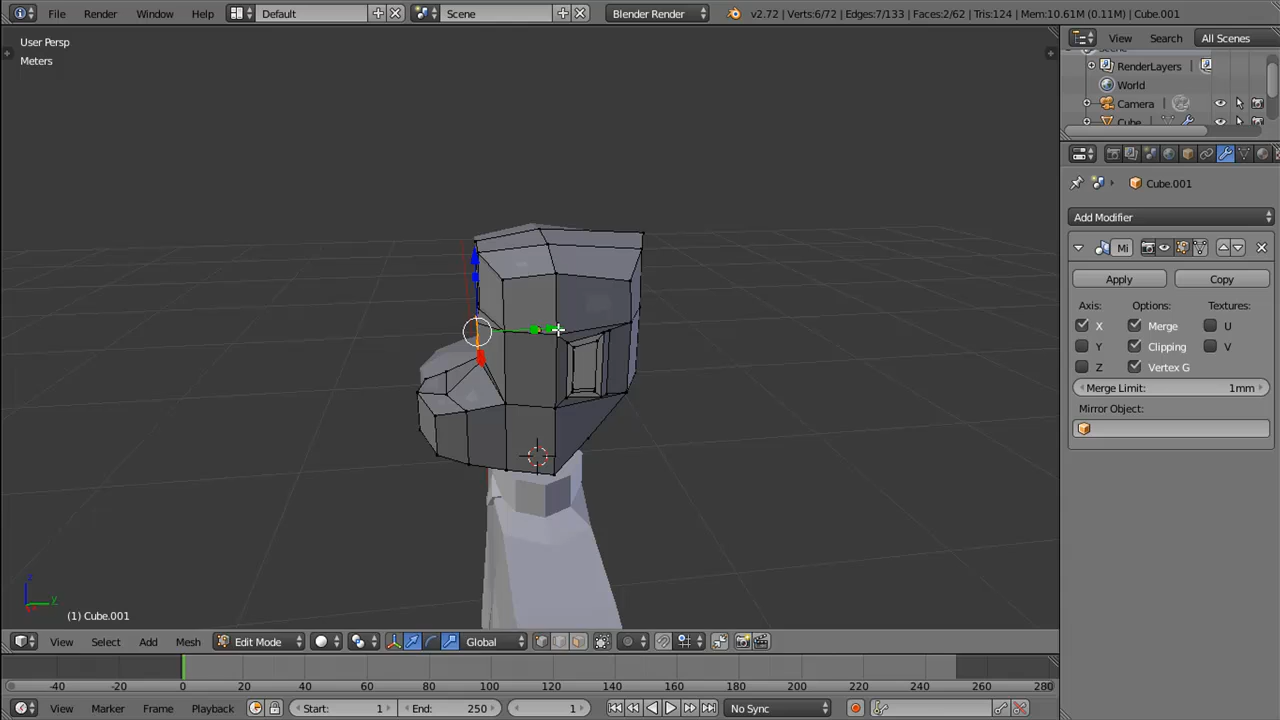 File Render Window Help Default Scene Blender Render v2.72 | Verts:6/72 | Edges:7/133 | Faces:2/62 | Tris:124 | Mem:10.61M (0.11M) | Cube.001
User Persp
Meters
View Search All Scenes
RenderLayers
World
Camera
Cube
Cube.001
Add Modifier
Mi
Apply Copy
Axis: Options: Textures:
X Merge U
Y Clipping V
Z Vertex G
Merge Limit: 1mm
Mirror Object:
z
y
(1) Cube.001
View Select Add Mesh Edit Mode Global
-40 -20 0 20 40 60 80 100 120 140 160 180 200 220 240 260 280
View Marker Frame Playback Start: 1 End: 250 1 No Sync